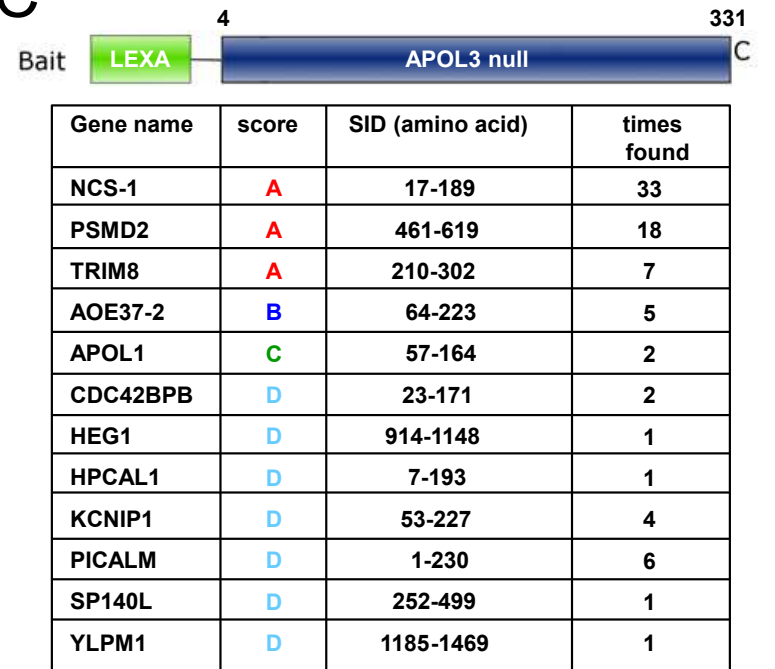 C
4 331
Bait LEXA APOL3 null C
Gene name score SID (amino acid) times
found
NCS-1 A 17-189 33
PSMD2 A 461-619 18
TRIM8 A 210-302 7
AOE37-2 B 64-223 5
APOL1 C 57-164 2
CDC42BPB D 23-171 2
HEG1 D 914-1148 1
HPCAL1 D 7-193 1
KCNIP1 D 53-227 4
PICALM D 1-230 6
SP140L D 252-499 1
YLPM1 D 1185-1469 1